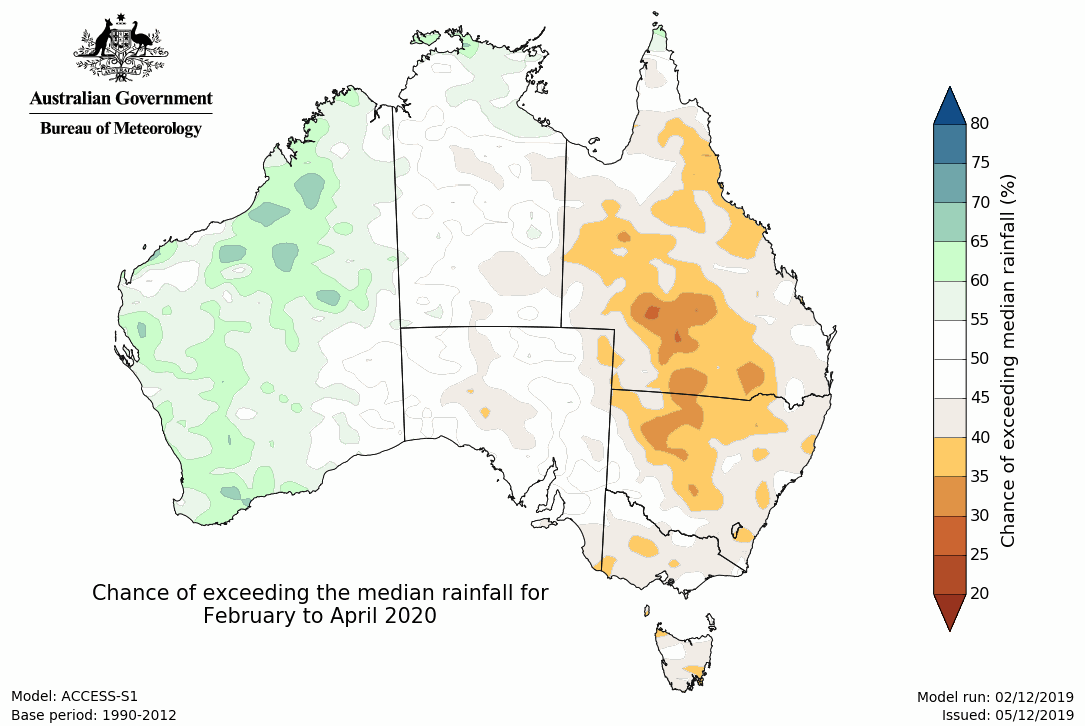 Australian Government
Bureau of Meteorology
80
75
70
65
60
55
50
45
40
35
30
25
20
Chance of exceeding median rainfall (%)
Chance of exceeding the median rainfall for
February to April 2020
Model: ACCESS-S1
Base period: 1990-2012
Model run: 02/12/2019
Issued: 05/12/2019